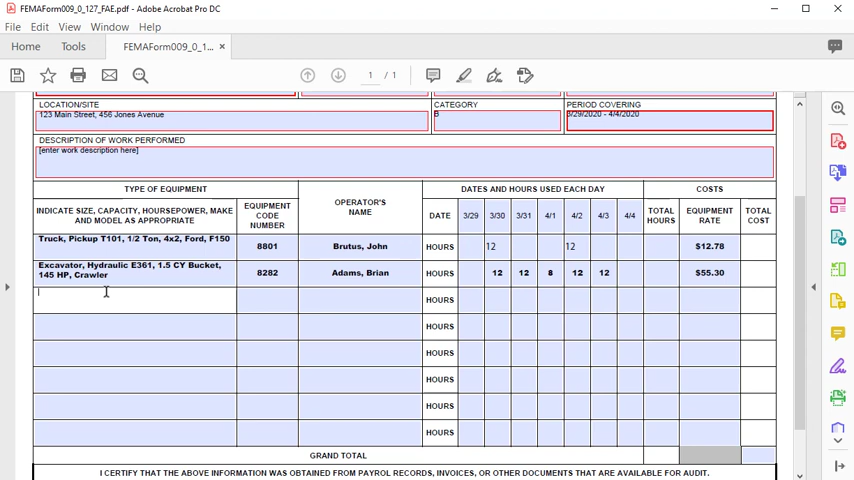 FEMAForm009_0_127_FAE.pdf - Adobe Acrobat Pro DC
File Edit View Window Help
Home Tools FEMAForm009_0_1... ×
1 / 1
LOCATION/SITE
123 Main Street, 456 Jones Avenue
CATEGORY
B
PERIOD COVERING
3/29/2020 - 4/4/2020
DESCRIPTION OF WORK PERFORMED
[enter work description here]
TYPE OF EQUIPMENT
INDICATE SIZE, CAPACITY, HOURSEPOWER, MAKE
AND MODEL AS APPROPRIATE
EQUIPMENT
CODE
NUMBER
OPERATOR'S
NAME
DATES AND HOURS USED EACH DAY
DATE 3/29 3/30 3/31 4/1 4/2 4/3 4/4
COSTS
TOTAL
HOURS
EQUIPMENT
RATE
TOTAL
COST
Truck, Pickup T101, 1/2 Ton, 4x2, Ford, F150 8801 Brutus, John HOURS 12 12 $12.78
Excavator, Hydraulic E361, 1.5 CY Bucket,
145 HP, Crawler 8282 Adams, Brian HOURS 12 12 8 12 12 $55.30
HOURS
HOURS
HOURS
HOURS
HOURS
HOURS
GRAND TOTAL
I CERTIFY THAT THE ABOVE INFORMATION WAS OBTAINED FROM PAYROLL RECORDS, INVOICES, OR OTHER DOCUMENTS THAT ARE AVAILABLE FOR AUDIT.